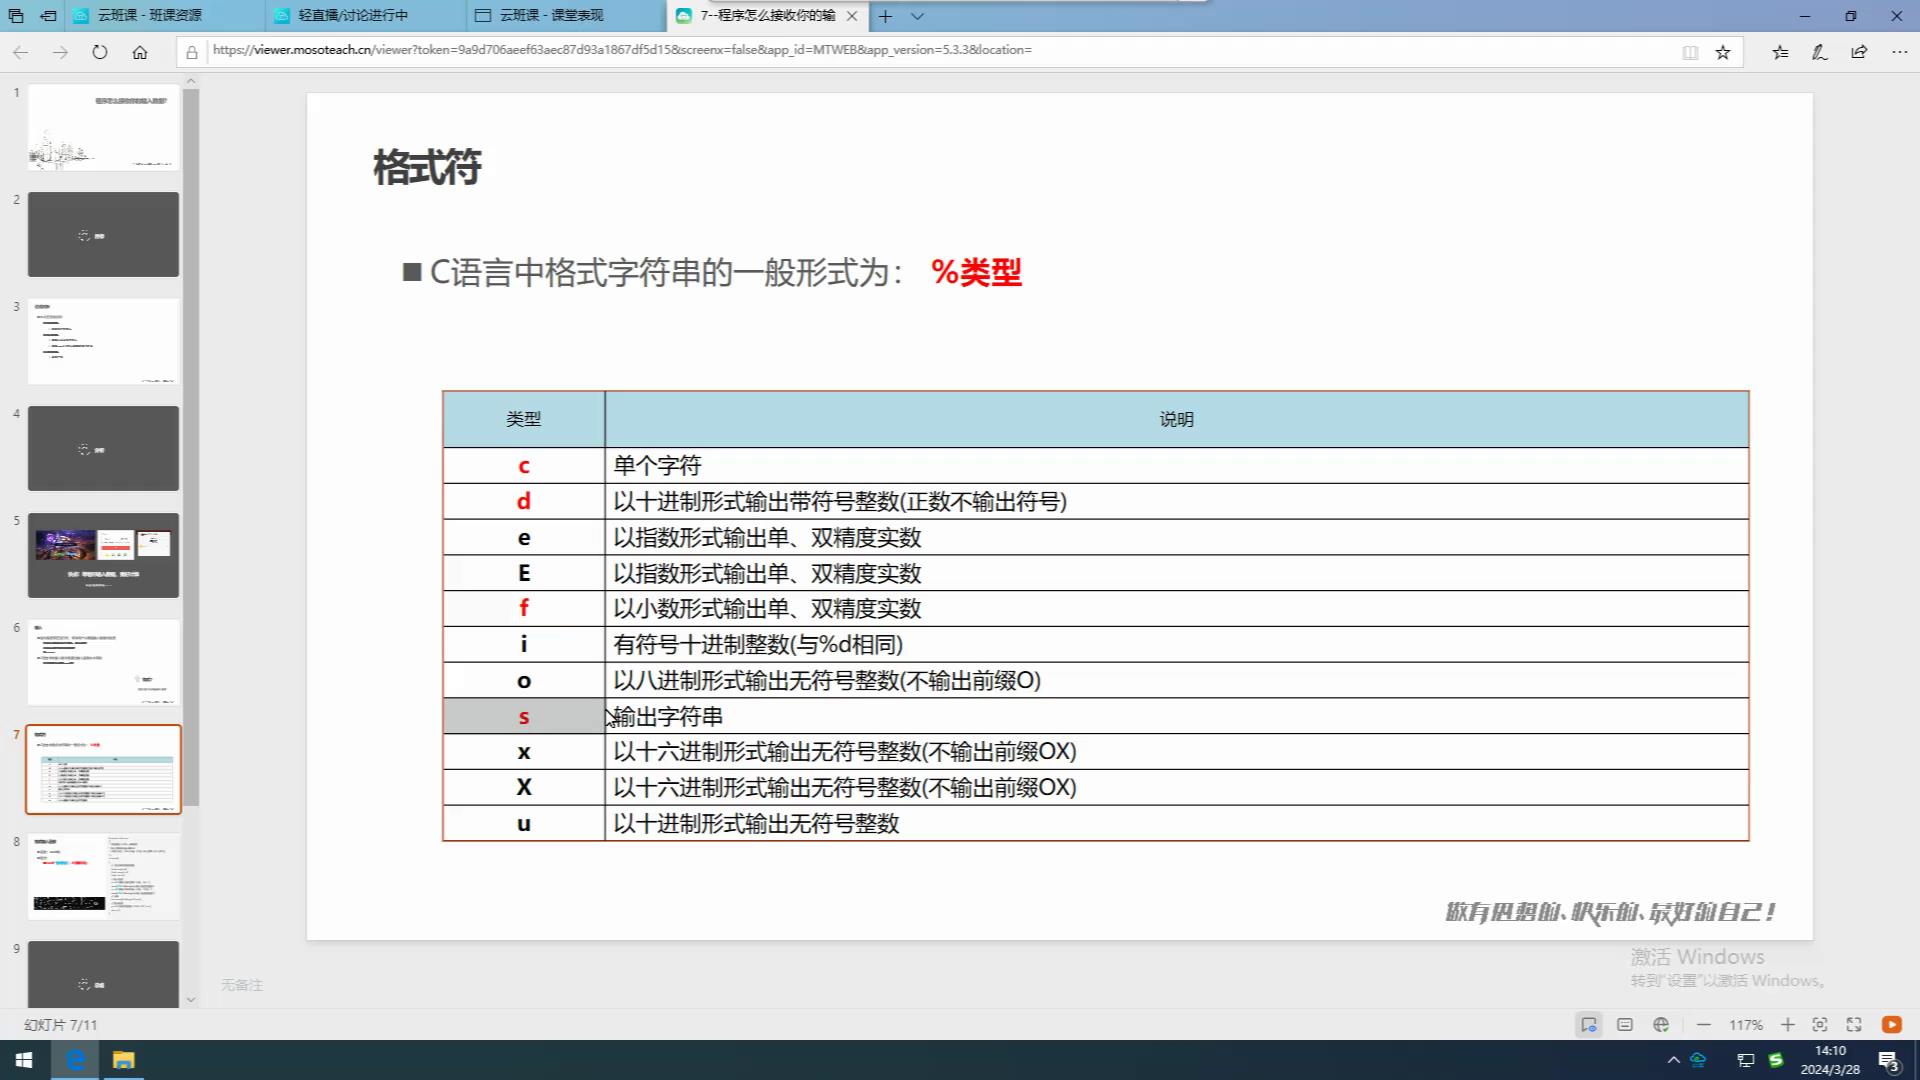 云班课 - 班课资源
轻直播/讨论进行中
云班课 - 课堂表现
7--程序怎么接收你的输
https://viewer.mosoteach.cn/viewer?token=9a9d706aeef63aec87d93a1867df5d15&screenx=false&app_id=MTWEB&app_version=5.3.3&location=
1
2
3
4
5
6
7
8
9
格式符
C语言中格式字符串的一般形式为： %类型
类型 说明
c 单个字符
d 以十进制形式输出带符号整数(正数不输出符号)
e 以指数形式输出单、双精度实数
E 以指数形式输出单、双精度实数
f 以小数形式输出单、双精度实数
i 有符号十进制整数(与%d相同)
o 以八进制形式输出无符号整数(不输出前缀O)
s 输出字符串
x 以十六进制形式输出无符号整数(不输出前缀OX)
X 以十六进制形式输出无符号整数(不输出前缀OX)
u 以十进制形式输出无符号整数
做有思想的、快乐的、最好的自己！
激活 Windows
转到"设置"以激活 Windows。
无备注
幻灯片 7/11
117%
14:10
2024/3/28
3